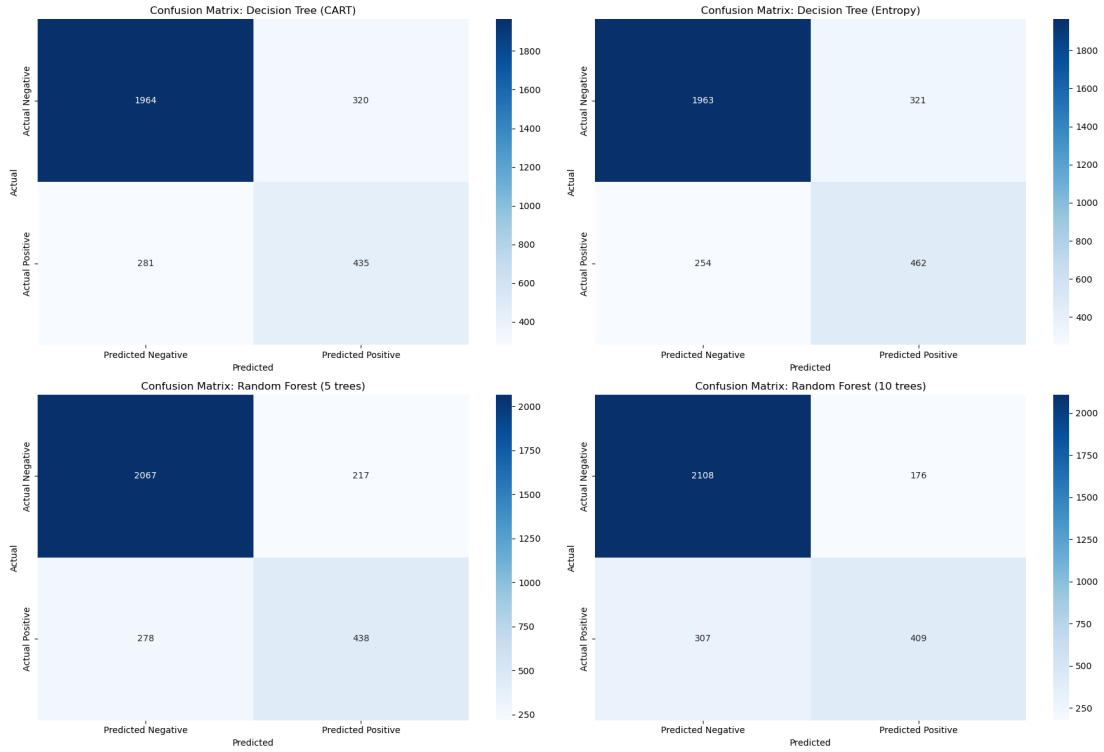 Confusion Matrix: Decision Tree (CART)
Actual Negative
Actual Positive
Actual
1964
320
281
435
Predicted Negative
Predicted Positive
Predicted
1800
1600
1400
1200
1000
800
600
400
Confusion Matrix: Decision Tree (Entropy)
Actual Negative
Actual Positive
Actual
1963
321
254
462
Predicted Negative
Predicted Positive
Predicted
1800
1600
1400
1200
1000
800
600
400
Confusion Matrix: Random Forest (5 trees)
Actual Negative
Actual Positive
Actual
2067
217
278
438
Predicted Negative
Predicted Positive
Predicted
2000
1750
1500
1250
1000
750
500
250
Confusion Matrix: Random Forest (10 trees)
Actual Negative
Actual Positive
Actual
2108
176
307
409
Predicted Negative
Predicted Positive
Predicted
2000
1750
1500
1250
1000
750
500
250